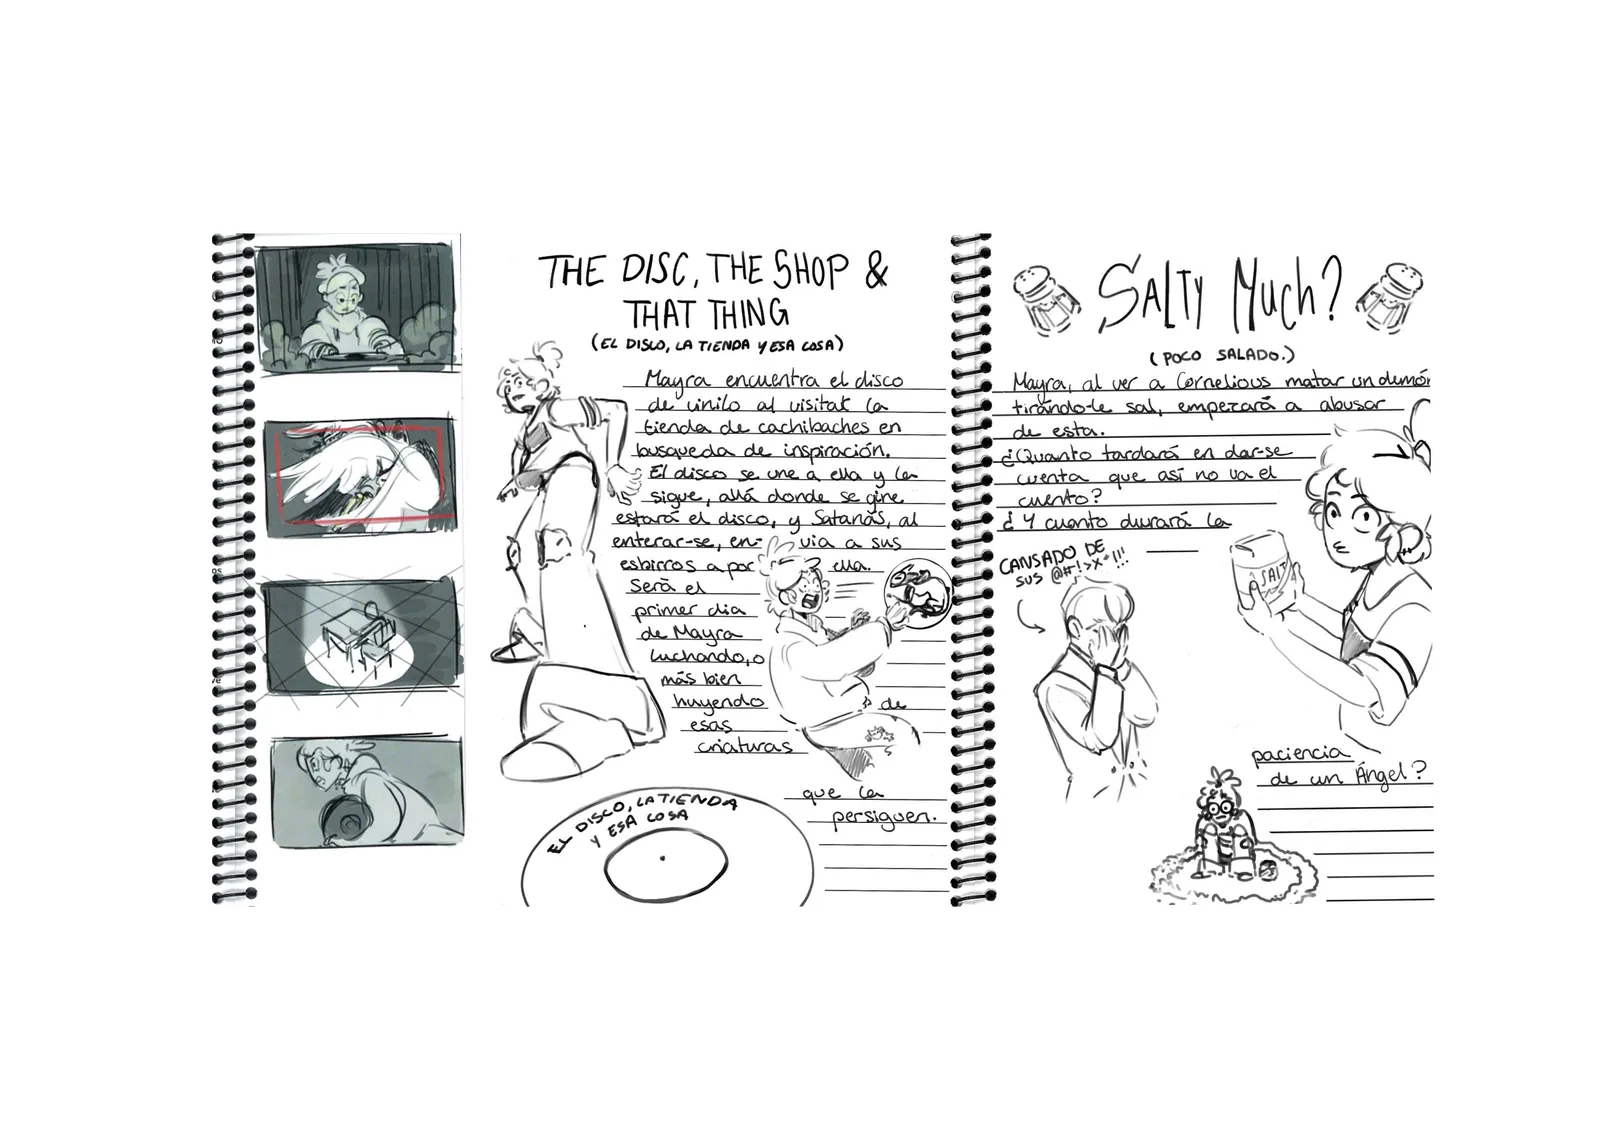 THE DISC, THE SHOP &
THAT THING
(EL DISCO, LA TIENDA Y ESA COSA)
Mayra encuentra el disco
de vinilo al visitar la
tienda de cachibaches en
busqueda de inspiración.
El disco se une a ella y la
sigue, allá donde se gire
estará el disco, y Satanás, al
enterar-se, en- via a sus
esbirros a por ella.
Será el
primer dia
de Mayra
luchando, o
más bien
huyendo de
esas
criaturas
que la
persiguen.
EL DISCO, LA TIENDA
Y ESA COSA
SALTY Much?
(POCO SALADO.)
Mayra, al ver a Cornelious matar un demón
tirándo-le sal, empezará a abusar
de esta.
¿Quanto tardará en dar-se
cuenta que así no va el
cuento?
¿Y cuanto durará la
CANSADO DE
SUS @#!>X*!!!
SALT
paciencia
de un Ángel?